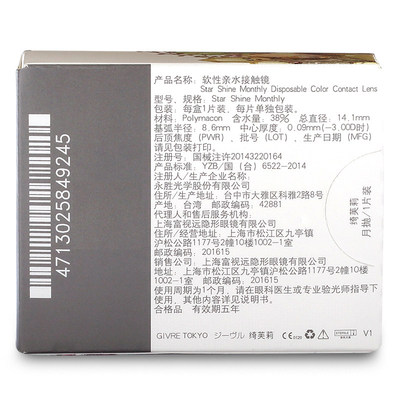 产品名称：软性亲水接触镜
Star Shine Monthly Disposable Color Contact Lens
型号、规格：Star Shine Monthly
包装：每盒1片装，每片单独包装。
材料：Polymacon 含水量：38% 总直径：14.1mm
基弧半径：8.6mm 中心厚度：0.09mm(-3.00D时)
后顶焦度（PWR）、批号（LOT）、生产日期（MFG）
请见包装打印。
注册号：国械注许20143220164
注册标准：YZB/（国）6522-2014
注册人／生产企业：
永胜光学股份有限公司
住所／生产地址：台中市大雅区科雅2路8号
产地：台湾 邮政编码：42881
代理人和售后服务机构：
上海富视远隐形眼镜有限公司
住所/经营地址：上海市松江区九亭镇
沪松公路1177号2幢10楼1002-1室
邮政编码：201615
销售公司：上海富视远隐形眼镜有限公司
地址：上海市松江区九亭镇沪松公路1177号2幢10楼
1002-1室 邮政编码：201615
使用周期为1个月，请在眼科医生或专业验光师指导下
使用，详见使用说明书。
合格品 有效期五年
GIVRE TOKYO ジーヴル 绮芙莉
CE0120
STERILE
V1
4713025849245
绮芙莉
月抛/1片装